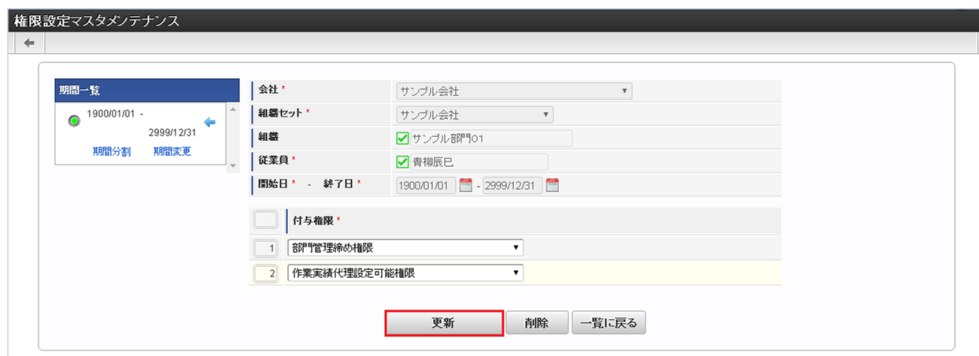 権限設定マスタメンテナンス
期間一覧
1900/01/01 -
2999/12/31
期間分割 期間変更
会社 * サンプル会社
組織セット * サンプル会社
組織 サンプル部門01
従業員 * 青柳辰巳
開始日 * - 終了日 * 1900/01/01 - 2999/12/31
付与権限 *
1 部門管理締め権限
2 作業実績代理設定可能権限
更新 削除 一覧に戻る